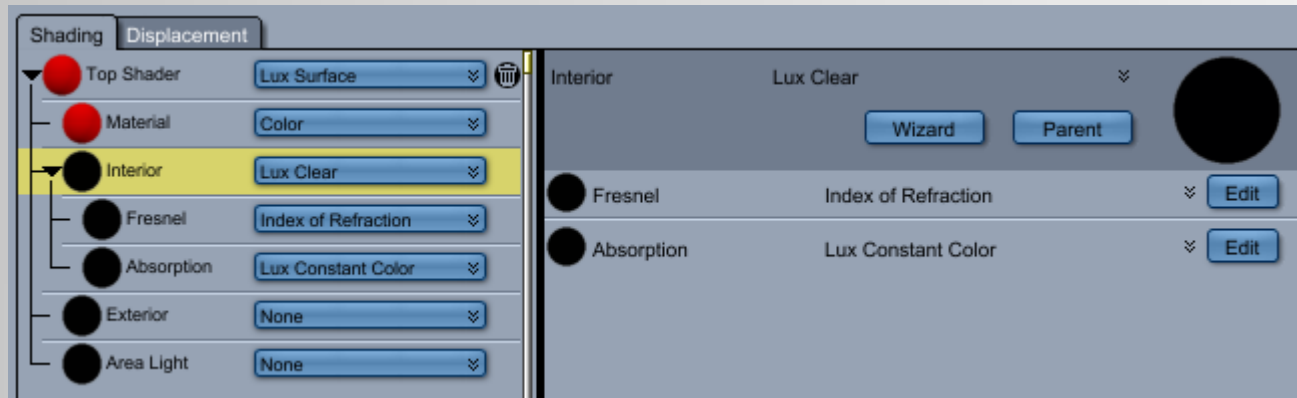 Shading Displacement
Top Shader Lux Surface
Material Color
Interior Lux Clear
Fresnel Index of Refraction
Absorption Lux Constant Color
Exterior None
Area Light None
Interior Lux Clear
Wizard Parent
Fresnel Index of Refraction Edit
Absorption Lux Constant Color Edit